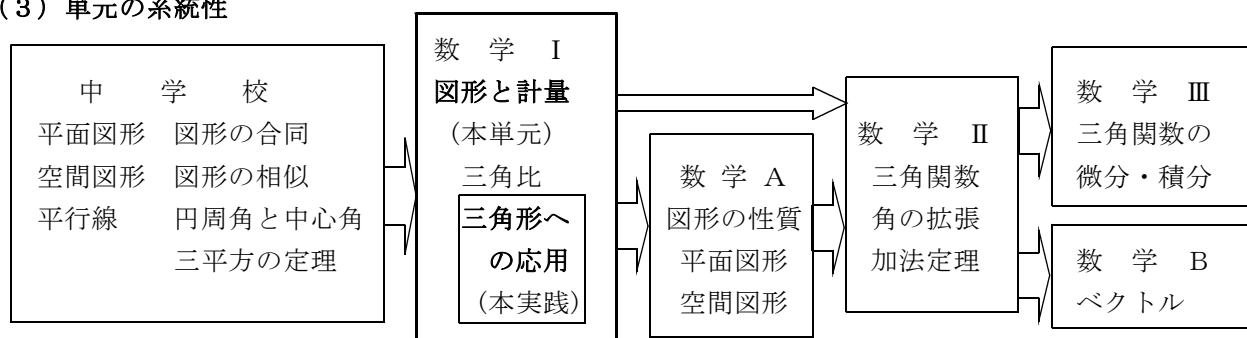 （３）単元の系統性
中　学　校
平面図形　図形の合同
空間図形　図形の相似
平行線　円周角と中心角
三平方の定理
数　学　Ⅰ
図形と計量
（本単元）
三角比
三角形へ
の応用
（本実践）
数　学　A
図形の性質
平面図形
空間図形
数　学　Ⅱ
三角関数
角の拡張
加法定理
数　学　Ⅲ
三角関数の
微分・積分
数　学　B
ベクトル